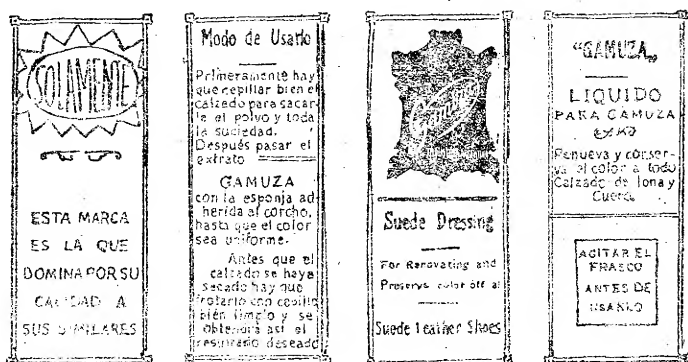 SOLAMENTE
ESTA MARCA
ES LA QUE
DOMINA POR SU
CALIDAD A
SUS SIMILARES
Modo de Usarlo
Primeramente hay
que cepillar bien el
calzado para sacar
le el polvo y toda
la suciedad.
Después pasar el
extrato
GAMUZA
con la esponja ad
herida al corcho,
hasta que el color
sea uniforme.
Antes que el
calzado se haya
secado hay que
frotarlo con cepillo
bién limpio y se
obtendrá así el
resultado deseado
Suede Dressing
For Renovating and
Preserve color off al
Suede Leather Shoes
"GAMUZA„
LIQUIDO
PARA GAMUZA
Renueva y conser-
va el color a todo
Calzado de lona y
Cuero.
AGITAR EL
FRASCO
ANTES DE
USARLO